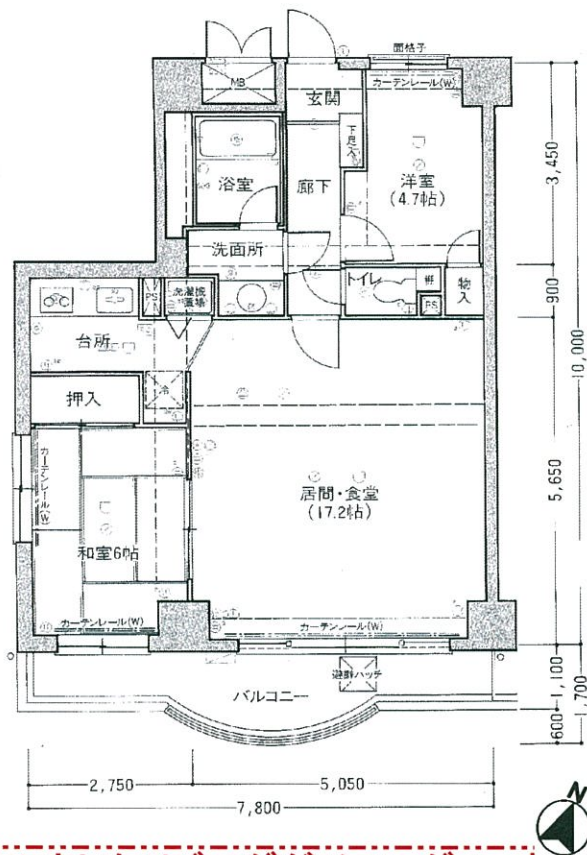 面格子
MB
カーテンレール(W)
玄関
下足入
3,450
浴室
廊下
洋室
(4.7帖)
洗面所
トイレ
棚
物入
PS
洗濯機置場
PS
900
10,000
台所
冷
押入
5,650
カーテンレール(W)
居間・食堂
(17.2帖)
和室6帖
カーテンレール(W)
カーテンレール(W)
避難ハッチ
バルコニー
1,100
600
1,700
2,750
5,050
7,800
N